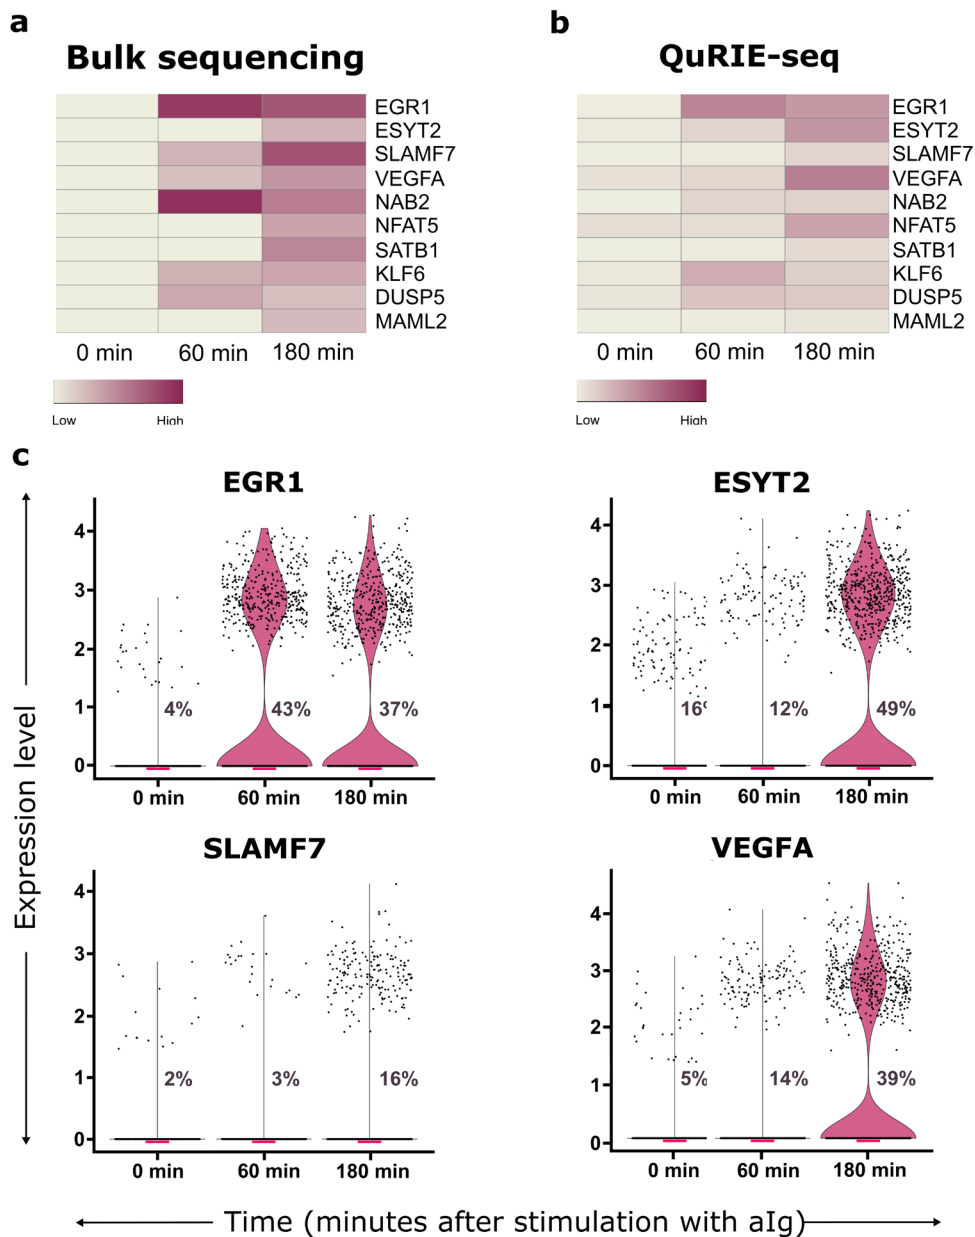 a
Bulk sequencing
EGR1
ESYT2
SLAMF7
VEGFA
NAB2
NFAT5
SATB1
KLF6
DUSP5
MAML2
0 min 60 min 180 min
Low High
b
QuRIE-seq
EGR1
ESYT2
SLAMF7
VEGFA
NAB2
NFAT5
SATB1
KLF6
DUSP5
MAML2
0 min 60 min 180 min
Low High
c
Expression level
EGR1
4
3
2
1
0
4% 43% 37%
0 min 60 min 180 min
ESYT2
4
3
2
1
0
16% 12% 49%
0 min 60 min 180 min
SLAMF7
4
3
2
1
0
2% 3% 16%
0 min 60 min 180 min
VEGFA
4
3
2
1
0
5% 14% 39%
0 min 60 min 180 min
Time (minutes after stimulation with aIg)